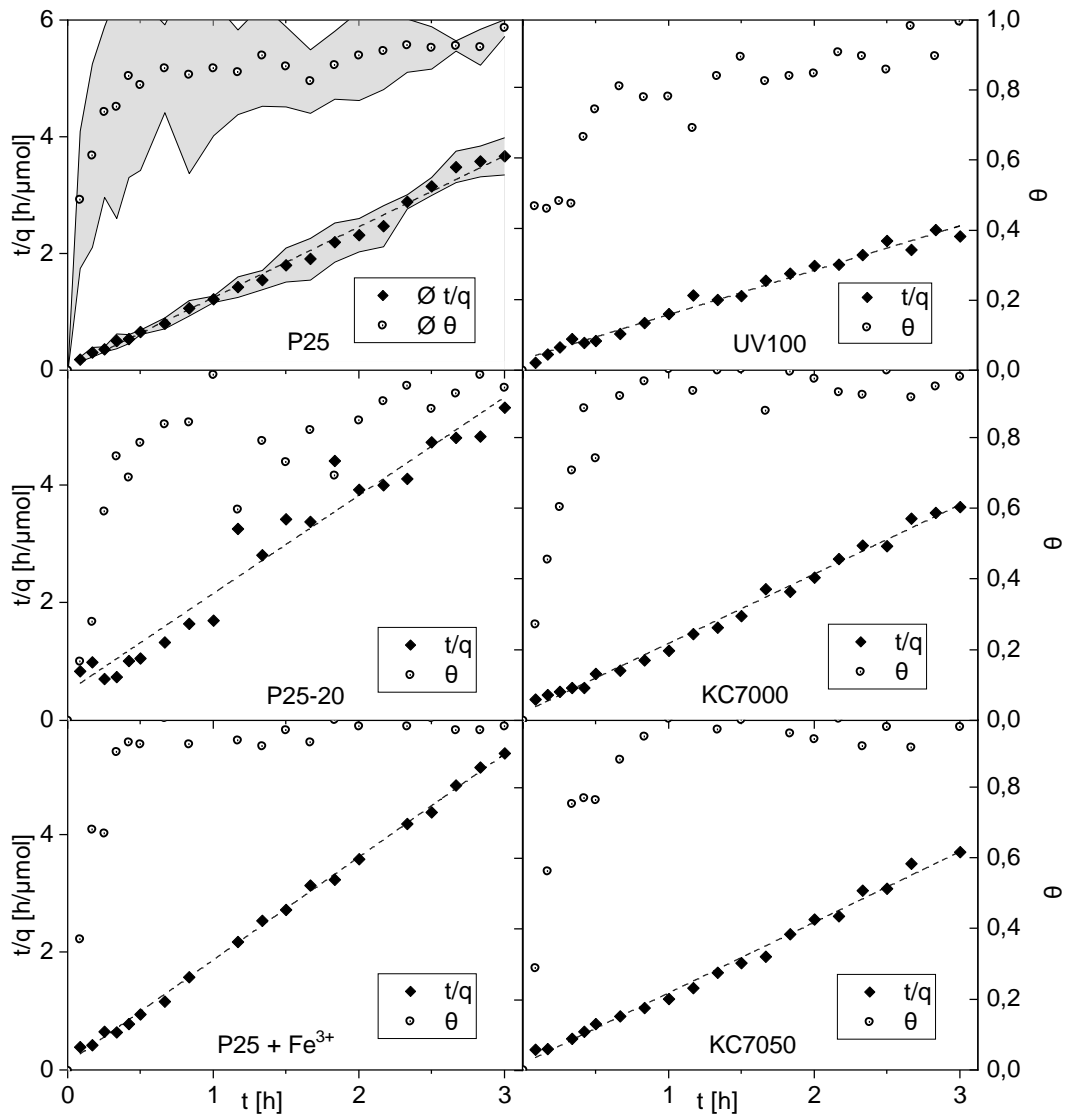 6
4
2
0
t/q [h/µmol]
Ø t/q
Ø θ
P25
t/q
θ
UV100
1,0
0,8
0,6
0,4
0,2
0,0
θ
4
2
0
t/q [h/µmol]
t/q
θ
P25-20
t/q
θ
KC7000
0,8
0,6
0,4
0,2
0,0
θ
4
2
0
t/q [h/µmol]
t/q
θ
P25 + Fe³⁺
t/q
θ
KC7050
0,8
0,6
0,4
0,2
0,0
0 1 2 3
t [h]
1 2 3
t [h]